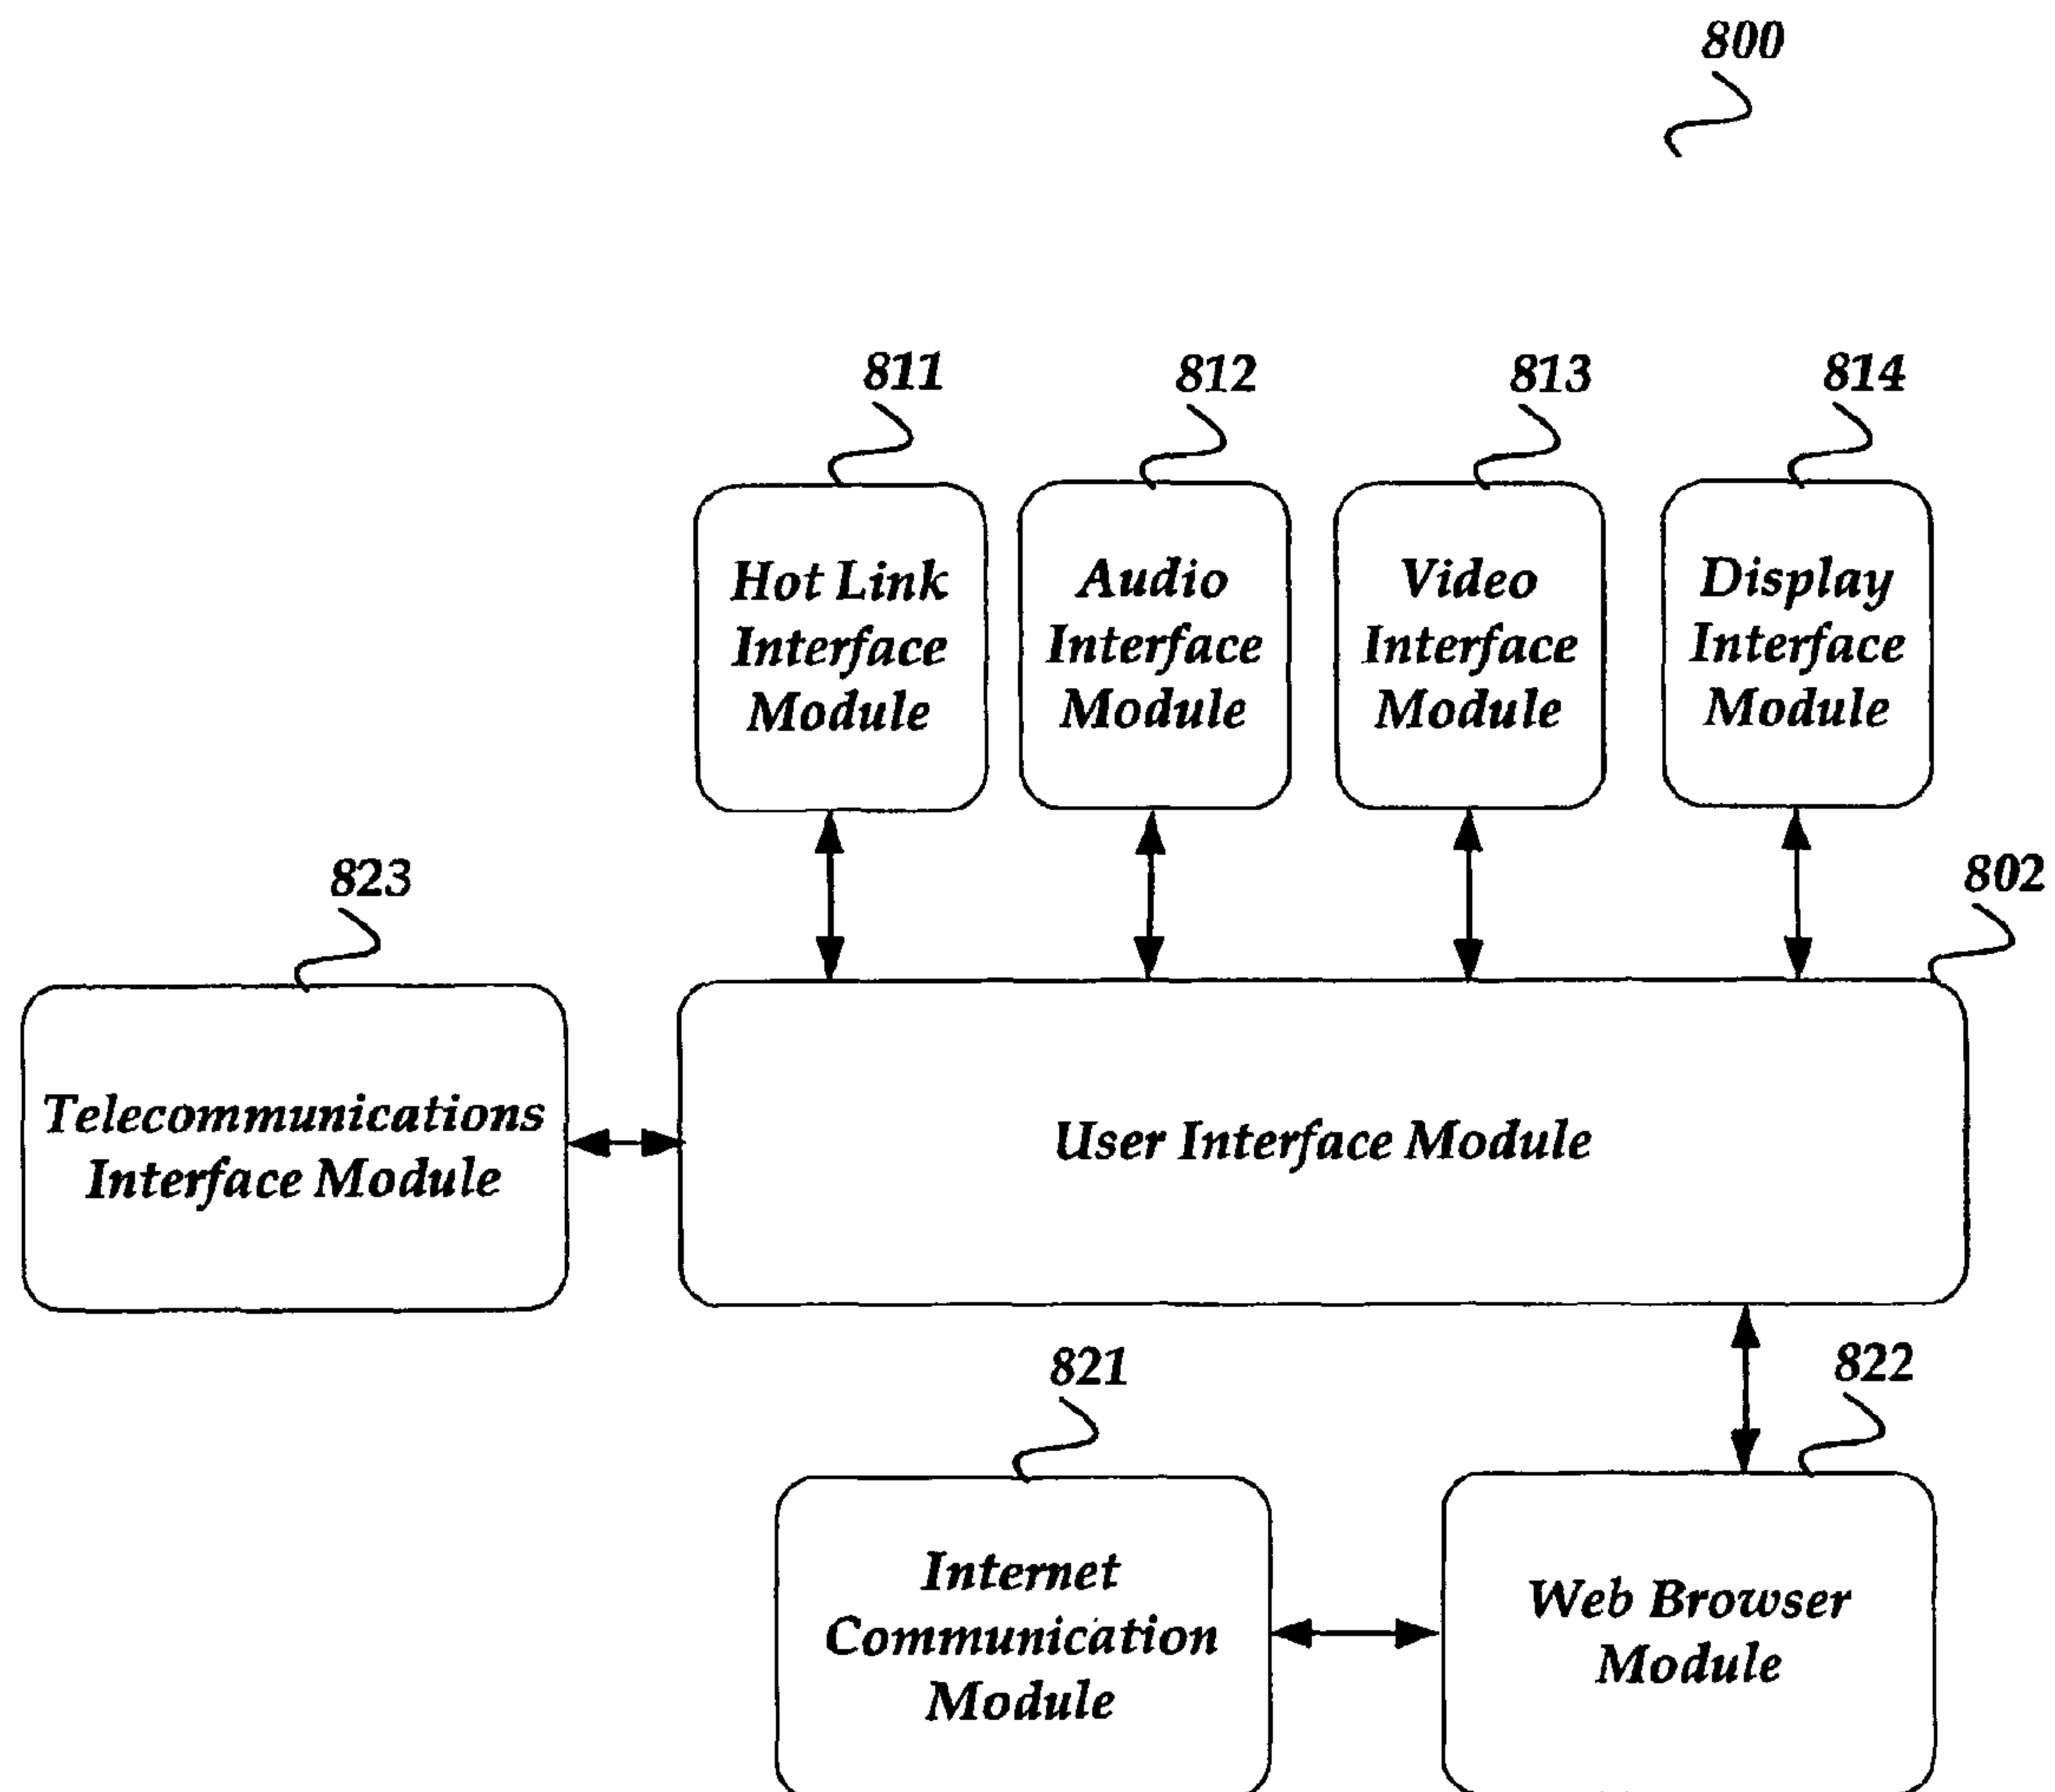 800
811
812
813
814
Hot Link
Interface
Module
Audio
Interface
Module
Video
Interface
Module
Display
Interface
Module
823
802
Telecommunications
Interface Module
User Interface Module
821
822
Internet
Communication
Module
Web Browser
Module